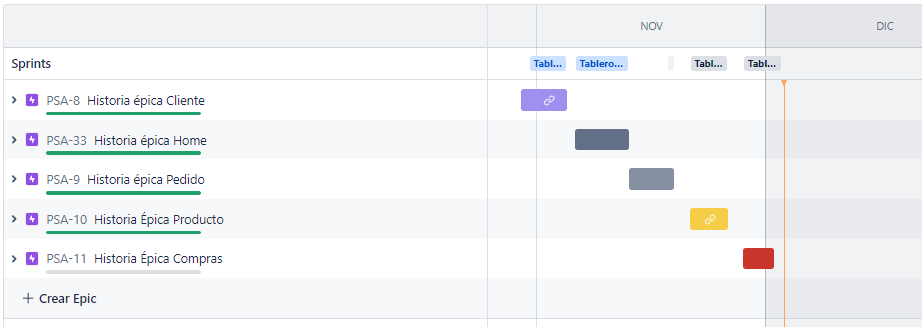 NOV DIC
Sprints Tabl... Tablero... Tabl... Tabl...
PSA-8 Historia épica Cliente
PSA-33 Historia épica Home
PSA-9 Historia épica Pedido
PSA-10 Historia Épica Producto
PSA-11 Historia Épica Compras
+ Crear Epic